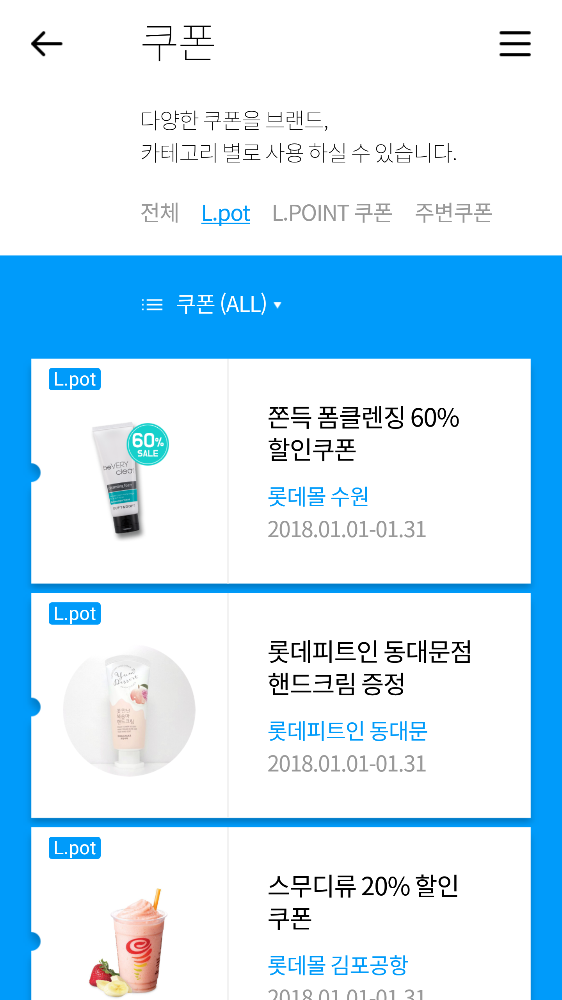 쿠폰
다양한 쿠폰을 브랜드,
카테고리 별로 사용 하실 수 있습니다.
전체 L.pot L.POINT 쿠폰 주변쿠폰
쿠폰 (ALL)
L.pot
60%
SALE
beVERY
clear
cleansing foam
DUFT&DOFT
쫀득 폼클렌징 60%
할인쿠폰
롯데몰 수원
2018.01.01-01.31
L.pot
Yum
Dessert
꽃 만난
복숭아
핸드크림
롯데피트인 동대문점
핸드크림 증정
롯데피트인 동대문
2018.01.01-01.31
L.pot
스무디류 20% 할인
쿠폰
롯데몰 김포공항
2018.01.01-01.31